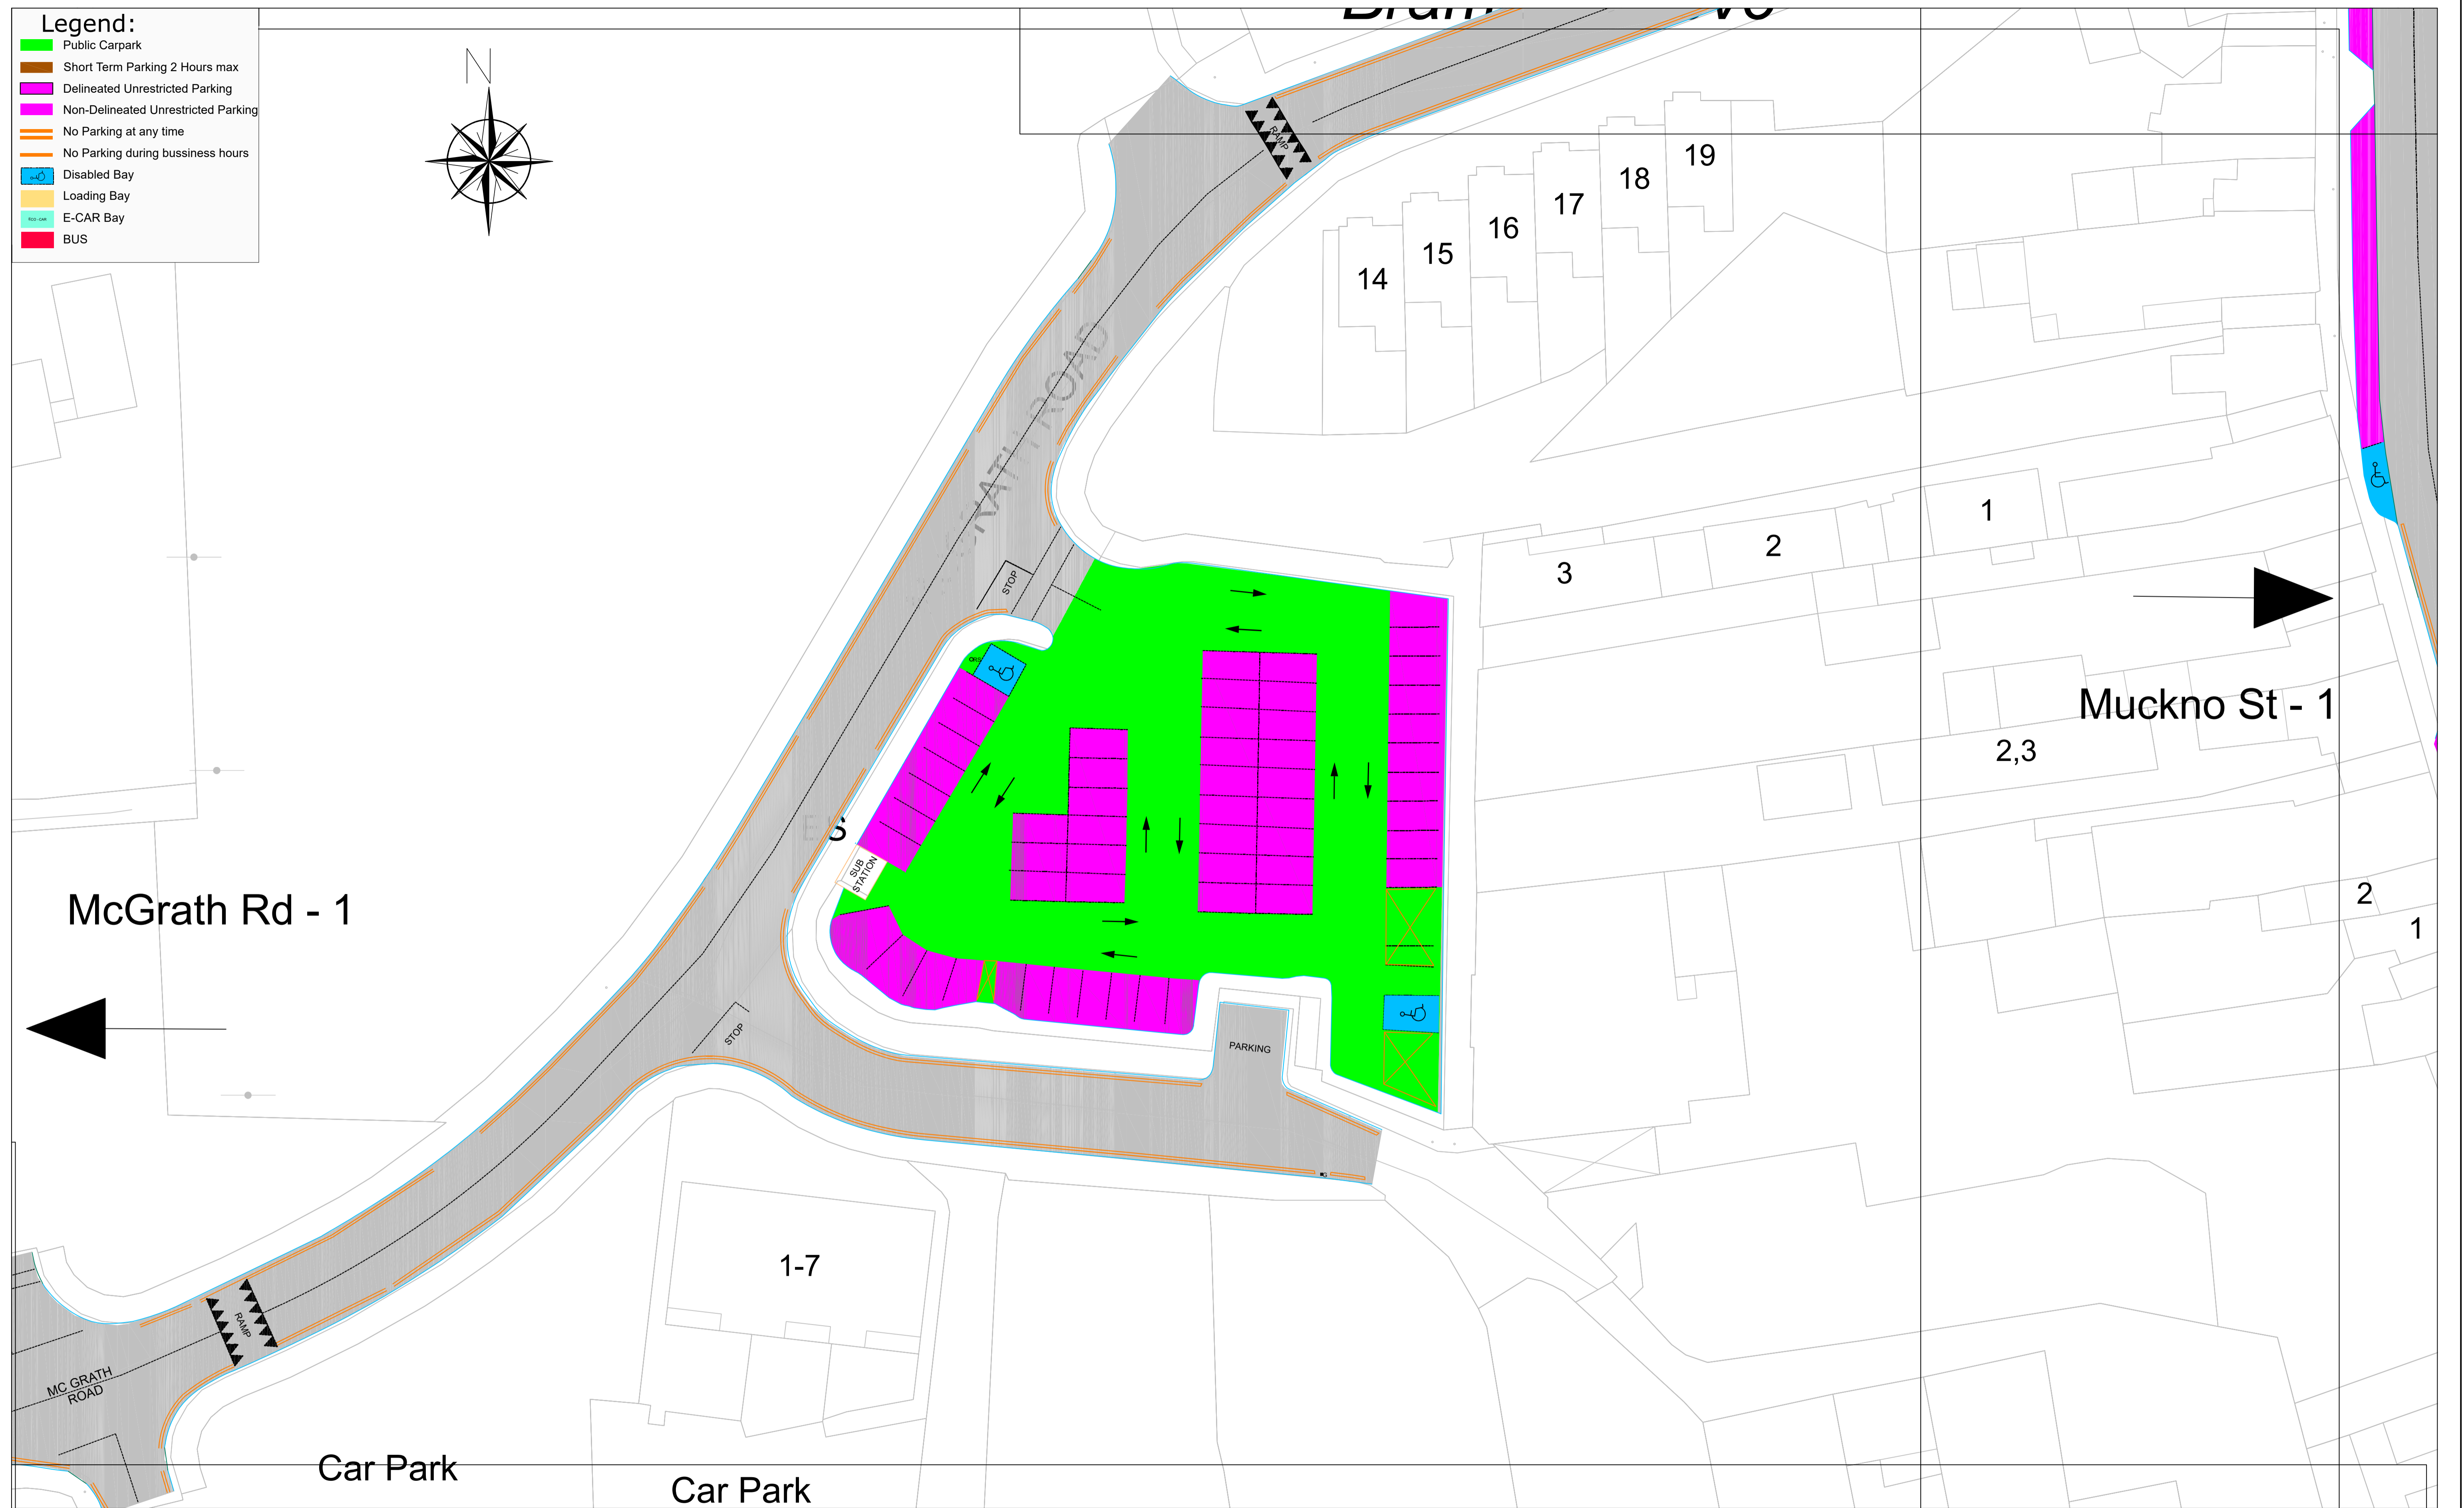 Legend:
Public Carpark
Short Term Parking 2 Hours max
Delineated Unrestricted Parking
Non-Delineated Unrestricted Parking
No Parking at any time
No Parking during bussiness hours
Disabled Bay
Loading Bay
ECO - CAR
E-CAR Bay
BUS
N
RAMP
19
18
17
16
15
14
ROAD
1
2
3
STOP
Muckno St - 1
2,3
SUB
STATION
McGrath Rd - 1
2
1
STOP
PARKING
1-7
RAMP
MC GRATH
ROAD
Car Park
Car Park